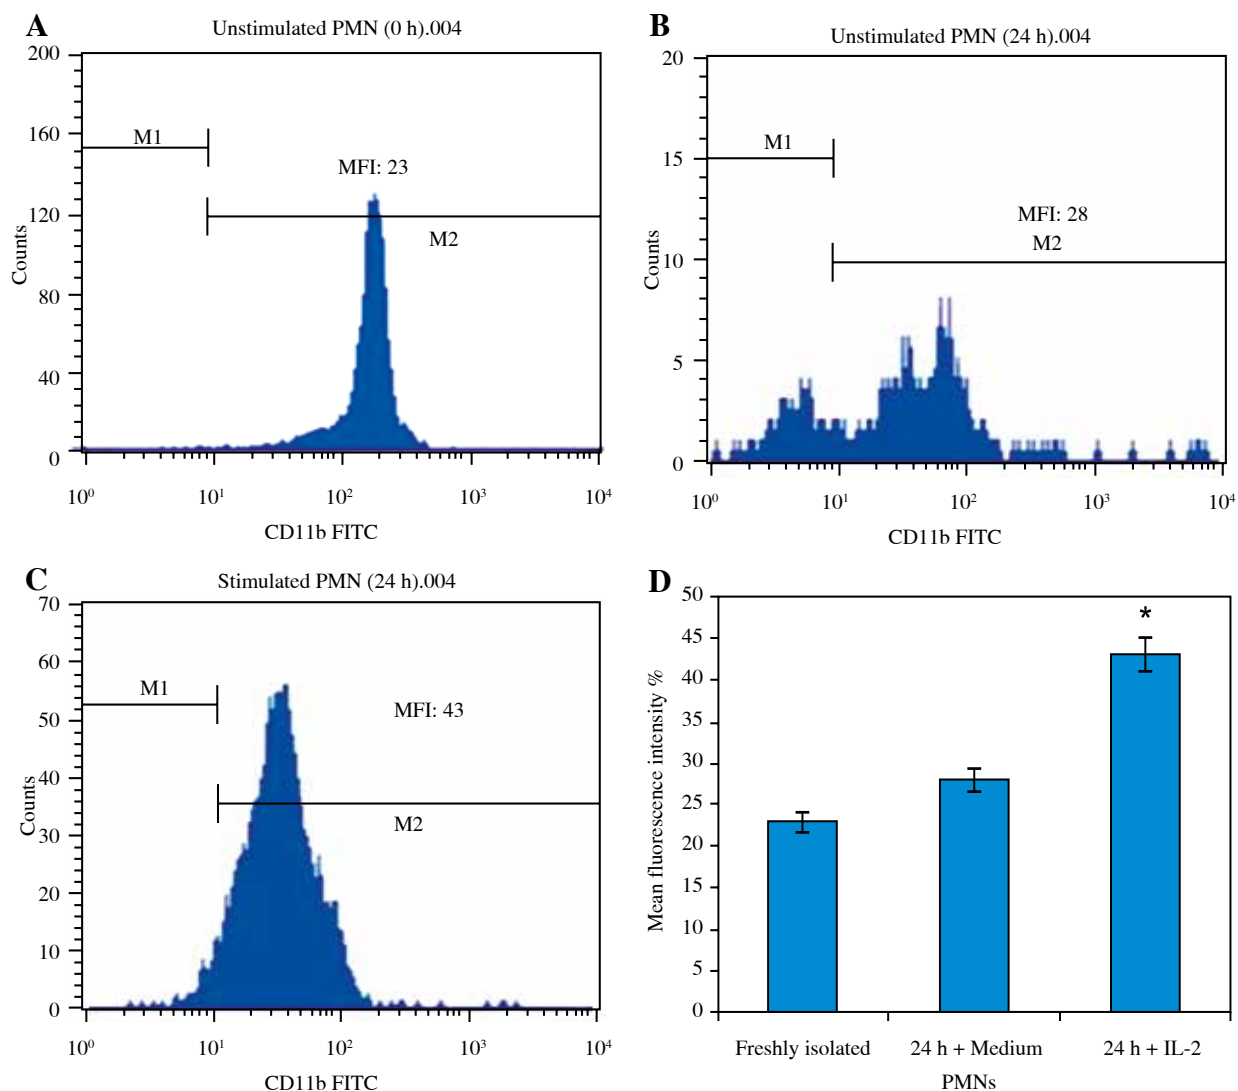 A
Unstimulated PMN (0 h).004
200
160
120
80
40
0
Counts
M1
MFI: 23
M2
10⁰ 10¹ 10² 10³ 10⁴
CD11b FITC
B
Unstimulated PMN (24 h).004
20
15
10
5
0
Counts
M1
MFI: 28
M2
10⁰ 10¹ 10² 10³ 10⁴
CD11b FITC
C
Stimulated PMN (24 h).004
70
60
50
40
30
20
10
0
Counts
M1
MFI: 43
M2
10⁰ 10¹ 10² 10³ 10⁴
CD11b FITC
D
50
45
40
35
30
25
20
15
10
5
0
Mean fluorescence intensity %
*
Freshly isolated 24 h + Medium 24 h + IL-2
PMNs